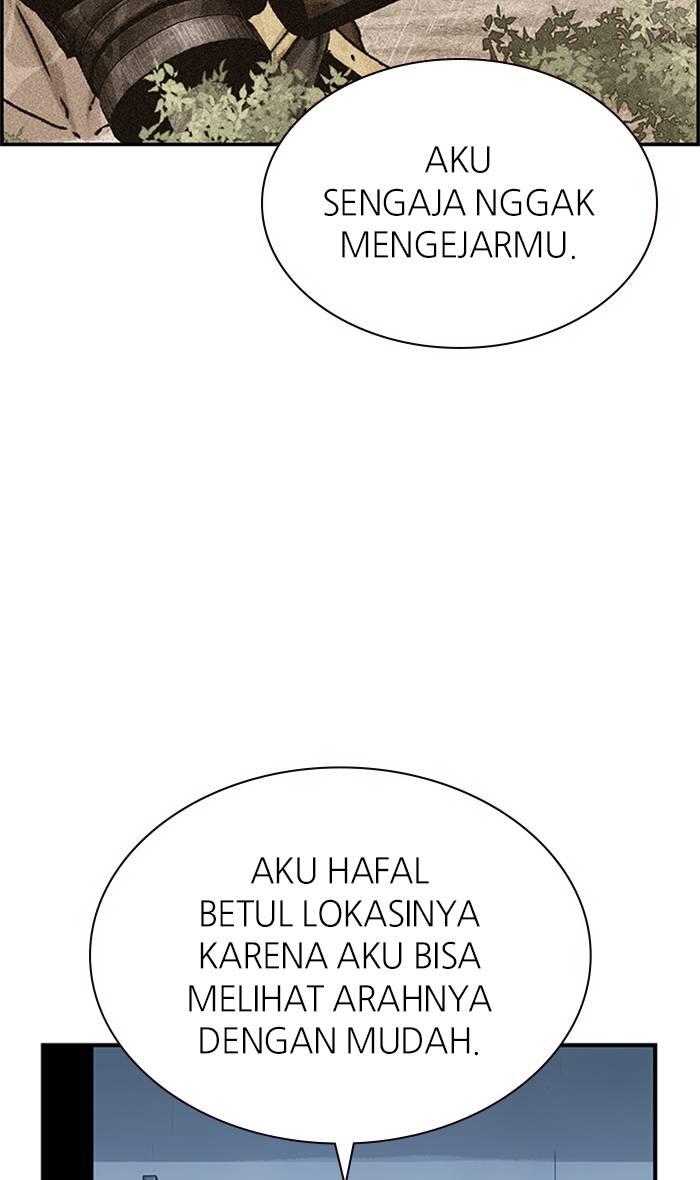 AKU
SENGAJA NGGAK
MENGEJARMU.
AKU HAFAL
BETUL LOKASINYA
KARENA AKU BISA
MELIHAT ARAHNYA
DENGAN MUDAH.